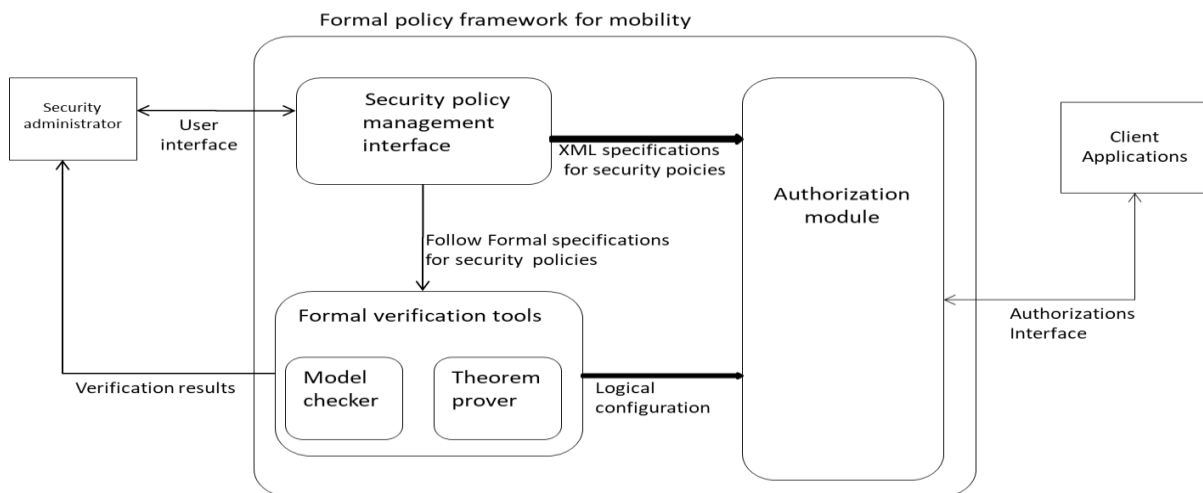 Formal policy framework for mobility
Security
administrator
User
interface
Security policy
management
interface
XML specifications
for security poicies
Authorization
module
Client
Applications
Follow Formal specifications
for security policies
Formal verification tools
Model
checker
Theorem
prover
Verification results
Logical
configuration
Authorizations
Interface